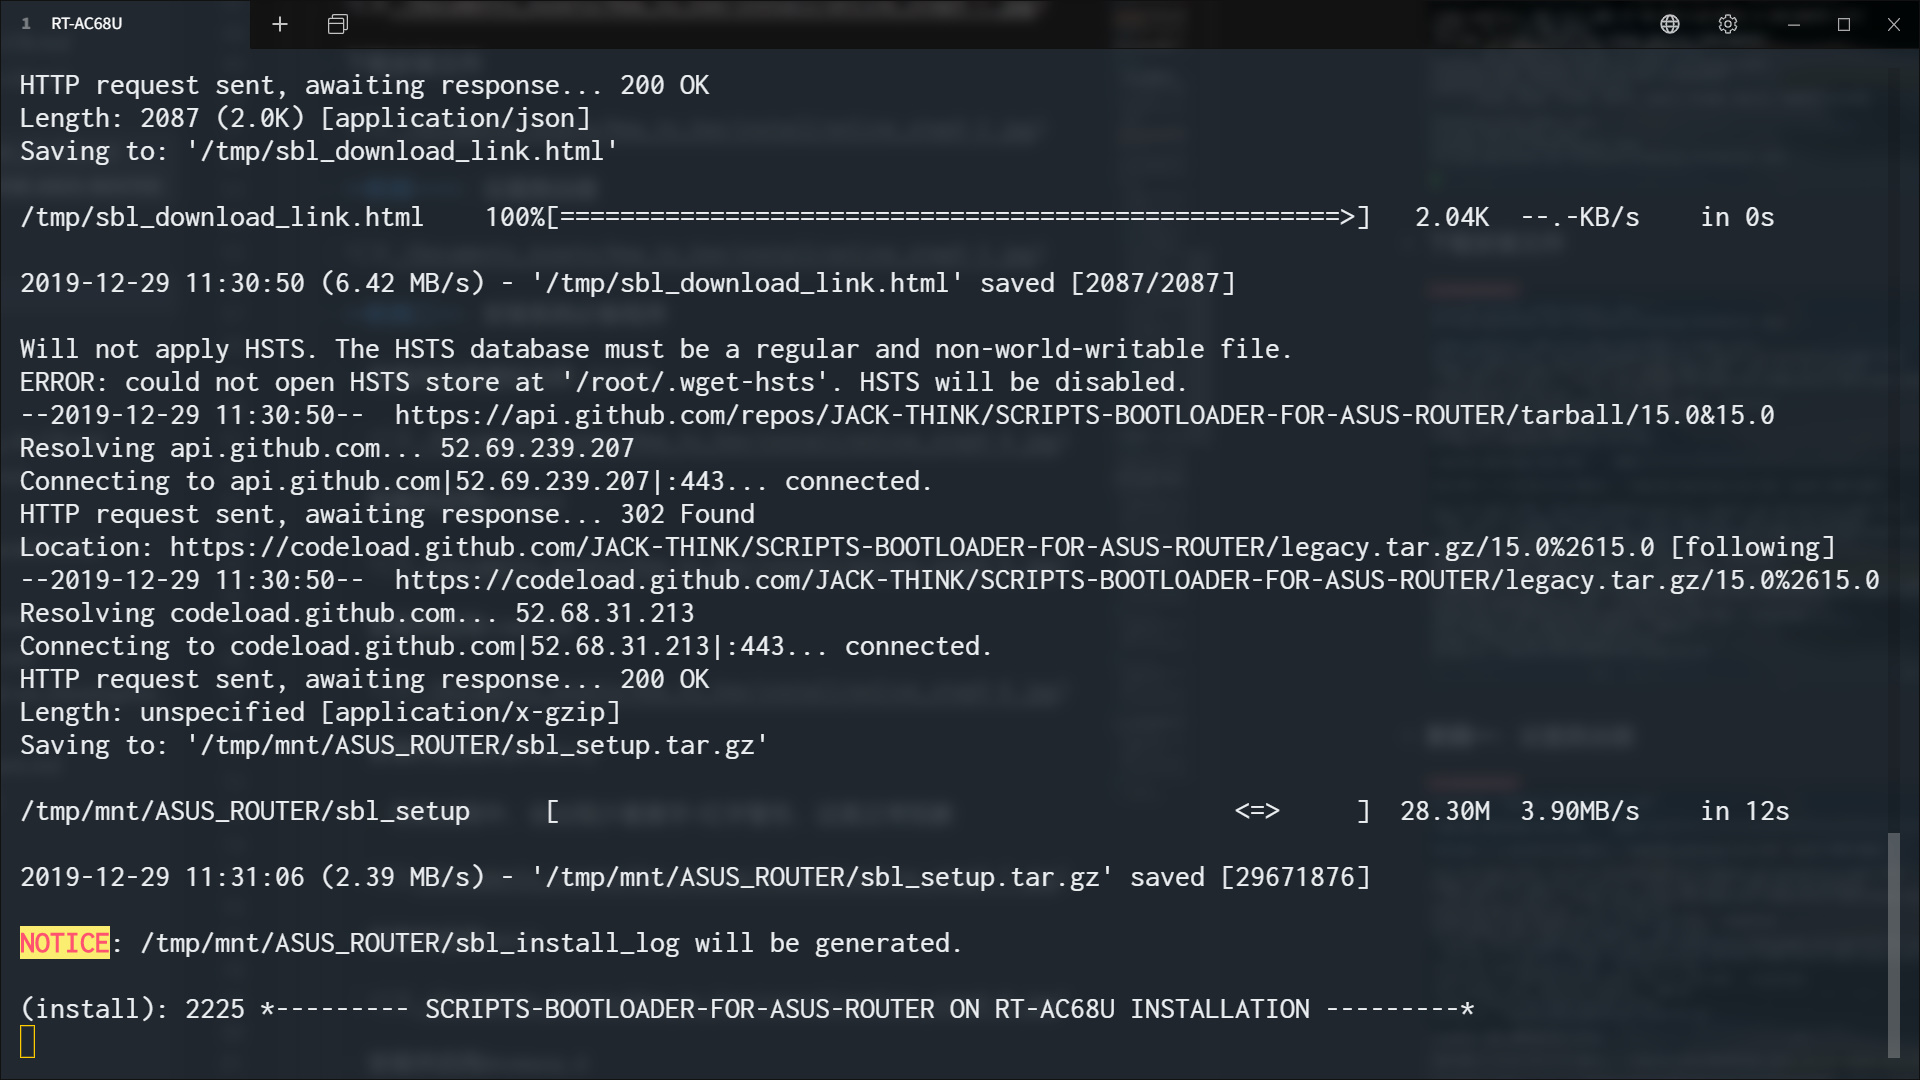 1 RT-AC68U
HTTP request sent, awaiting response... 200 OK
Length: 2087 (2.0K) [application/json]
Saving to: '/tmp/sbl_download_link.html'
/tmp/sbl_download_link.html 100%[====================================================>] 2.04K --.-KB/s in 0s
2019-12-29 11:30:50 (6.42 MB/s) - '/tmp/sbl_download_link.html' saved [2087/2087]
Will not apply HSTS. The HSTS database must be a regular and non-world-writable file.
ERROR: could not open HSTS store at '/root/.wget-hsts'. HSTS will be disabled.
--2019-12-29 11:30:50-- https://api.github.com/repos/JACK-THINK/SCRIPTS-BOOTLOADER-FOR-ASUS-ROUTER/tarball/15.0&15.0
Resolving api.github.com... 52.69.239.207
Connecting to api.github.com|52.69.239.207|:443... connected.
HTTP request sent, awaiting response... 302 Found
Location: https://codeload.github.com/JACK-THINK/SCRIPTS-BOOTLOADER-FOR-ASUS-ROUTER/legacy.tar.gz/15.0%2615.0 [following]
--2019-12-29 11:30:50-- https://codeload.github.com/JACK-THINK/SCRIPTS-BOOTLOADER-FOR-ASUS-ROUTER/legacy.tar.gz/15.0%2615.0
Resolving codeload.github.com... 52.68.31.213
Connecting to codeload.github.com|52.68.31.213|:443... connected.
HTTP request sent, awaiting response... 200 OK
Length: unspecified [application/x-gzip]
Saving to: '/tmp/mnt/ASUS_ROUTER/sbl_setup.tar.gz'
/tmp/mnt/ASUS_ROUTER/sbl_setup [ <=> ] 28.30M 3.90MB/s in 12s
2019-12-29 11:31:06 (2.39 MB/s) - '/tmp/mnt/ASUS_ROUTER/sbl_setup.tar.gz' saved [29671876]
NOTICE: /tmp/mnt/ASUS_ROUTER/sbl_install_log will be generated.
(install): 2225 *--------- SCRIPTS-BOOTLOADER-FOR-ASUS-ROUTER ON RT-AC68U INSTALLATION ---------*